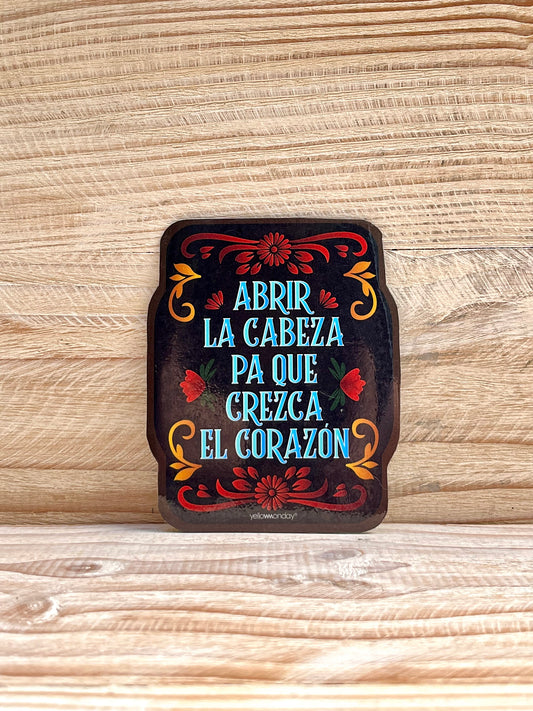 ABRIR
LA CABEZA
PA QUE
CREZCA
EL CORAZÓN
yellowmonday®